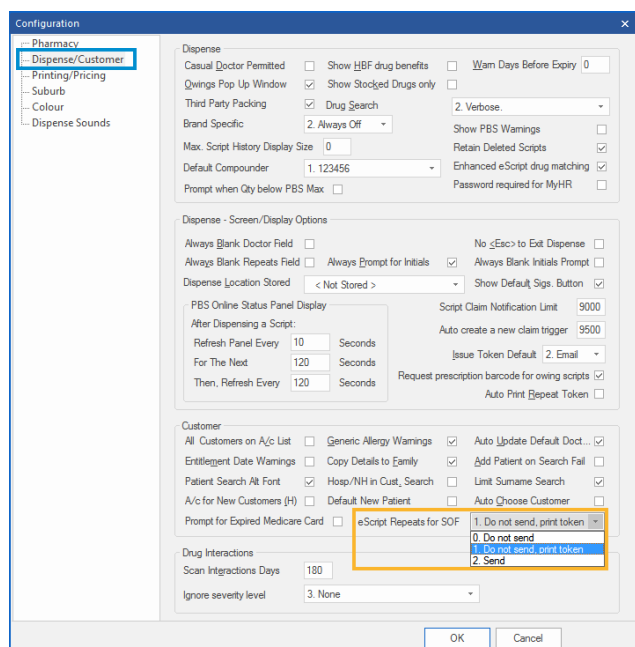 Configuration
Pharmacy
Dispense/Customer
Printing/Pricing
Suburb
Colour
Dispense Sounds
Dispense
Casual Doctor Permitted Show HBF drug benefits Warn Days Before Expiry 0
Owings Pop Up Window Show Stocked Drugs only
Third Party Packing Drug Search 2. Verbose.
Brand Specific 2. Always Off Show PBS Warnings
Max. Script History Display Size 0 Retain Deleted Scripts
Default Compounder 1. 123456 Enhanced eScript drug matching
Prompt when Qty below PBS Max Password required for MyHR
Dispense - Screen/Display Options
Always Blank Doctor Field No <Esc> to Exit Dispense
Always Blank Repeats Field Always Prompt for Initials Always Blank Initials Prompt
Dispense Location Stored < Not Stored > Show Default Sigs. Button
PBS Online Status Panel Display Script Claim Notification Limit 9000
After Dispensing a Script: Auto create a new claim trigger 9500
Refresh Panel Every 10 Seconds
For The Next 120 Seconds Issue Token Default 2. Email
Then, Refresh Every 120 Seconds Request prescription barcode for owing scripts
Auto Print Repeat Token
Customer
All Customers on A/c List Generic Allergy Warnings Auto Update Default Doct...
Entitlement Date Warnings Copy Details to Family Add Patient on Search Fail
Patient Search Alt Font Hosp/NH in Cust. Search Limit Surname Search
A/c for New Customers (H) Default New Patient Auto Choose Customer
Prompt for Expired Medicare Card eScript Repeats for SOF 1. Do not send, print token
0. Do not send
1. Do not send, print token
2. Send
Drug Interactions
Scan Interactions Days 180
Ignore severity level 3. None
OK Cancel